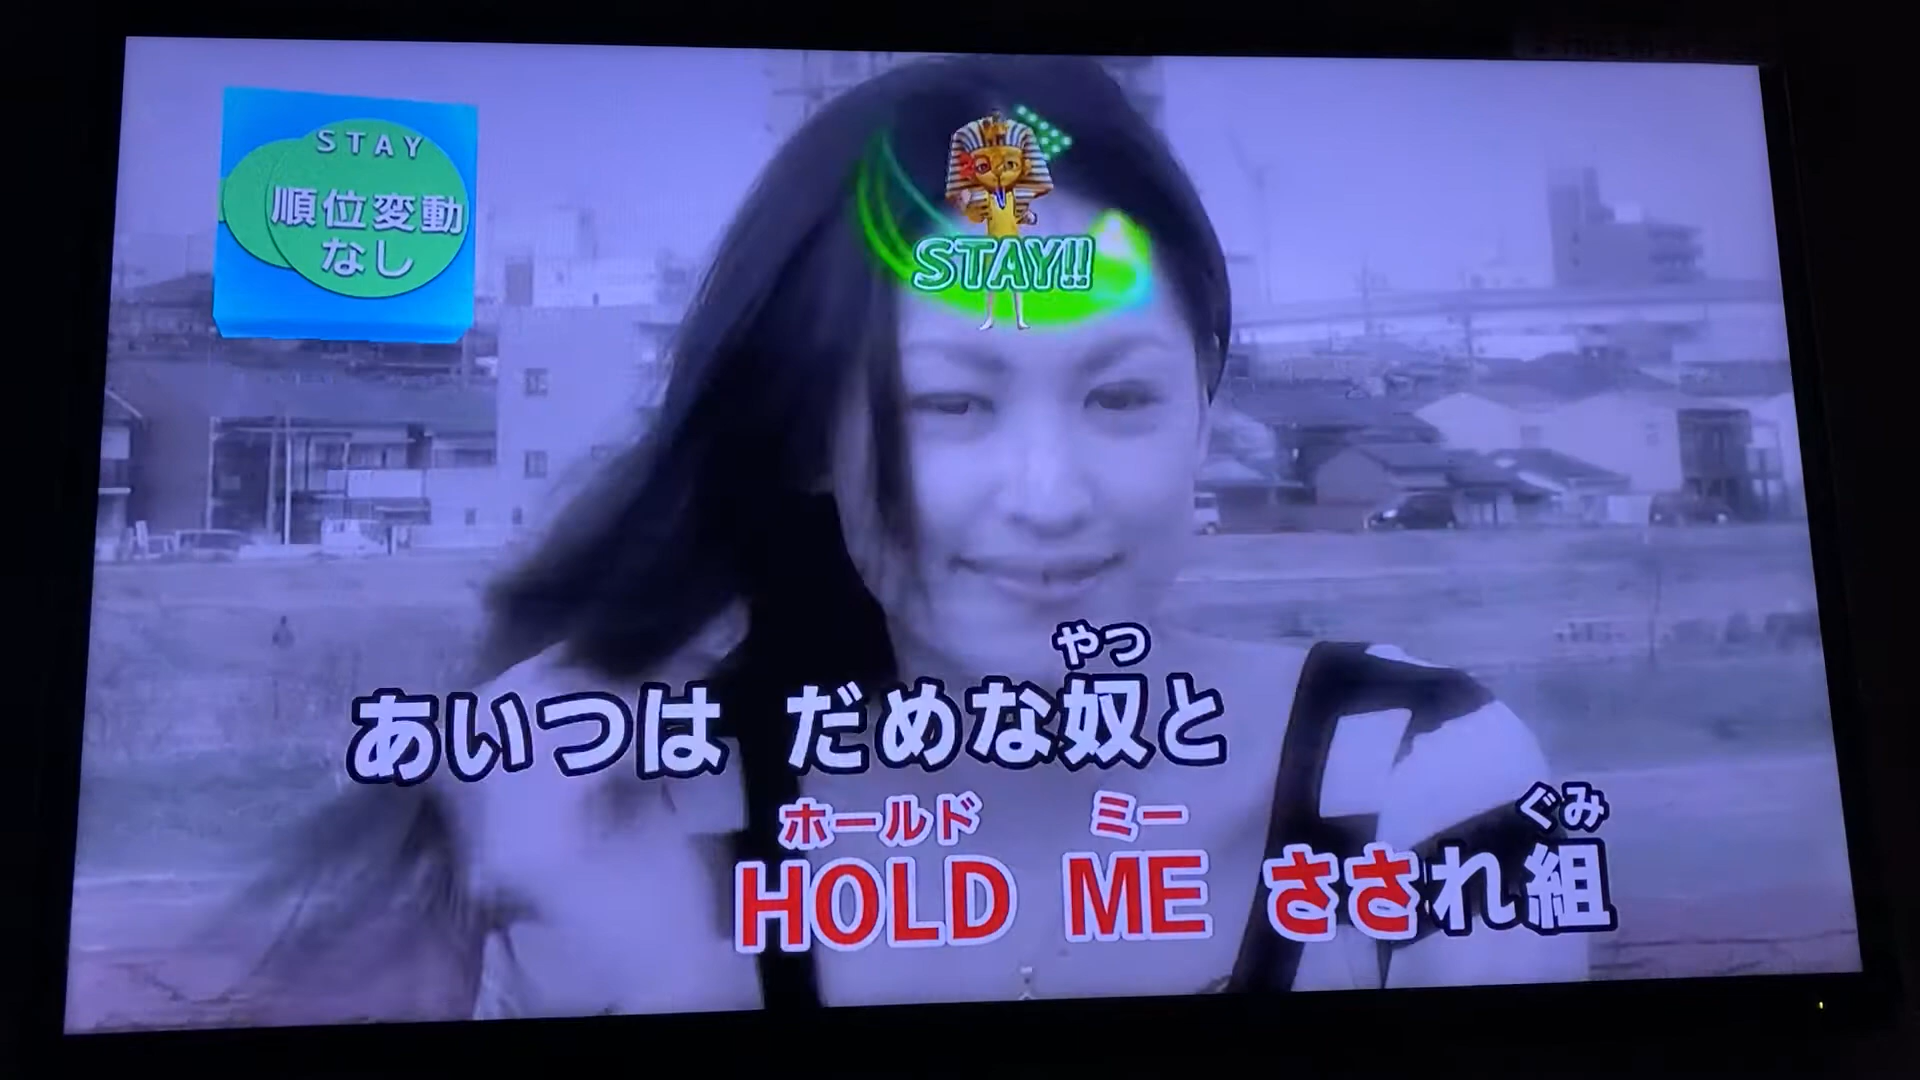 STAY
順位変動
なし
STAY!!
やつ
あいつは だめな奴と
ホールド ミー ぐみ
HOLD ME さされ組